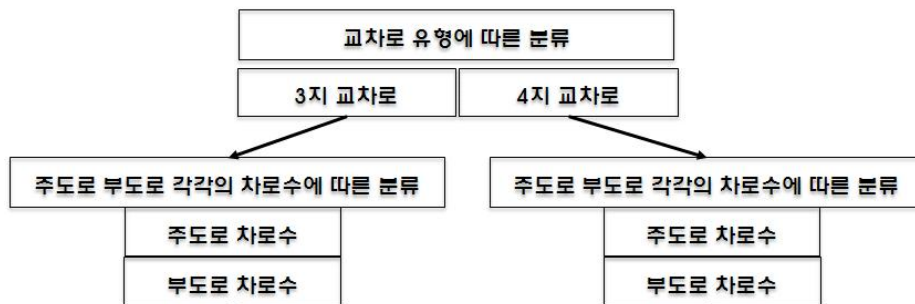 교차로 유형에 따른 분류
3지 교차로 4지 교차로
주도로 부도로 각각의 차로수에 따른 분류 주도로 부도로 각각의 차로수에 따른 분류
주도로 차로수 주도로 차로수
부도로 차로수 부도로 차로수